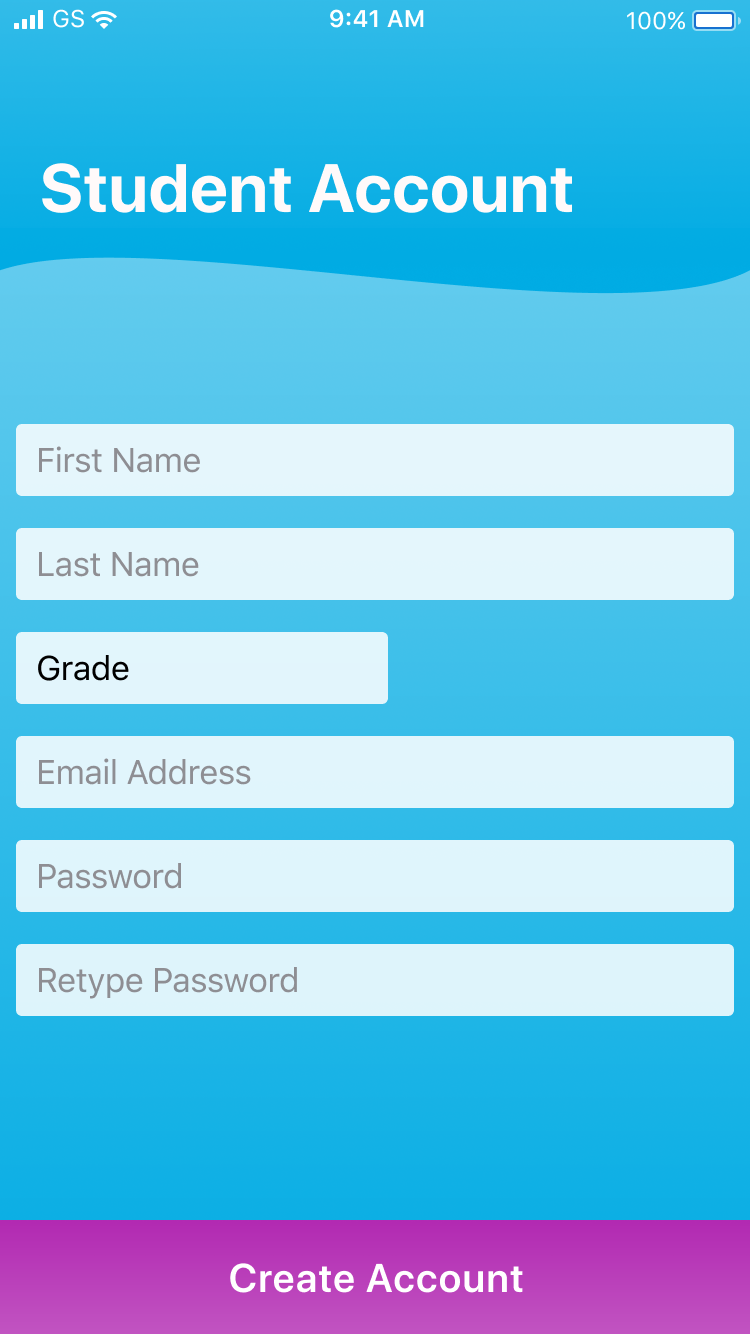 GS 9:41 AM 100%
Student Account
First Name
Last Name
Grade
Email Address
Password
Retype Password
Create Account